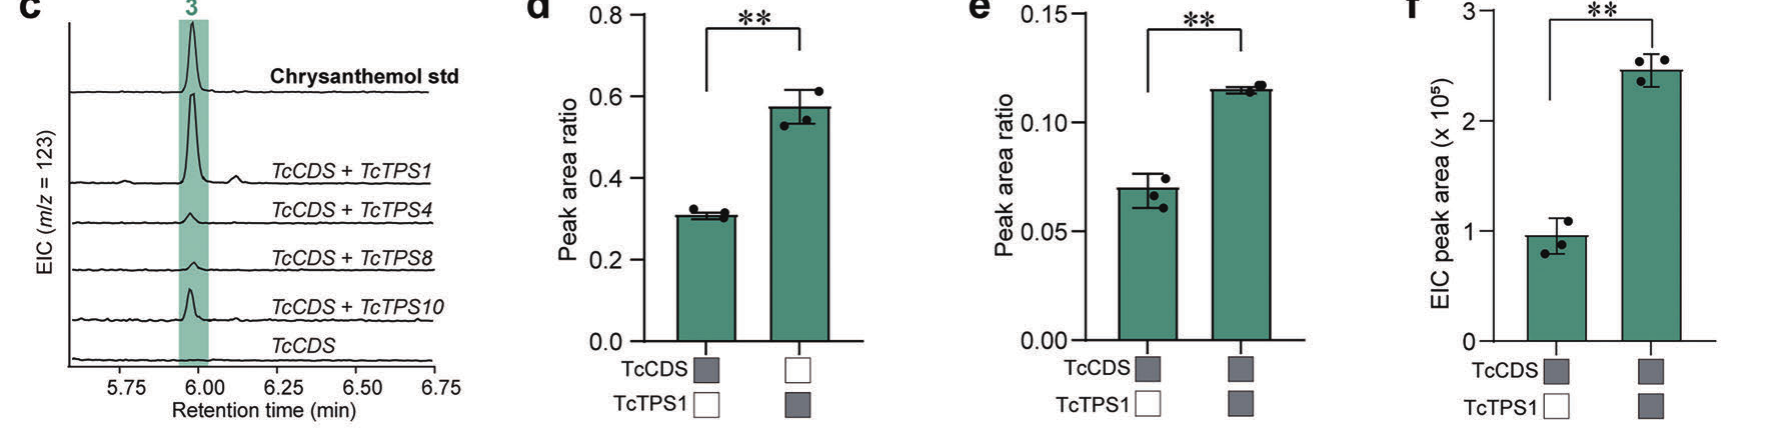 c
3
Chrysanthemol std
TcCDS + TcTPS1
TcCDS + TcTPS4
TcCDS + TcTPS8
TcCDS + TcTPS10
TcCDS
EIC (m/z = 123)
5.75 6.00 6.25 6.50 6.75
Retention time (min)
d
**
0.8
0.6
0.4
0.2
0.0
Peak area ratio
TcCDS
TcTPS1
e
**
0.15
0.10
0.05
0.00
Peak area ratio
TcCDS
TcTPS1
f
**
3
2
1
0
EIC peak area (x 10⁵)
TcCDS
TcTPS1